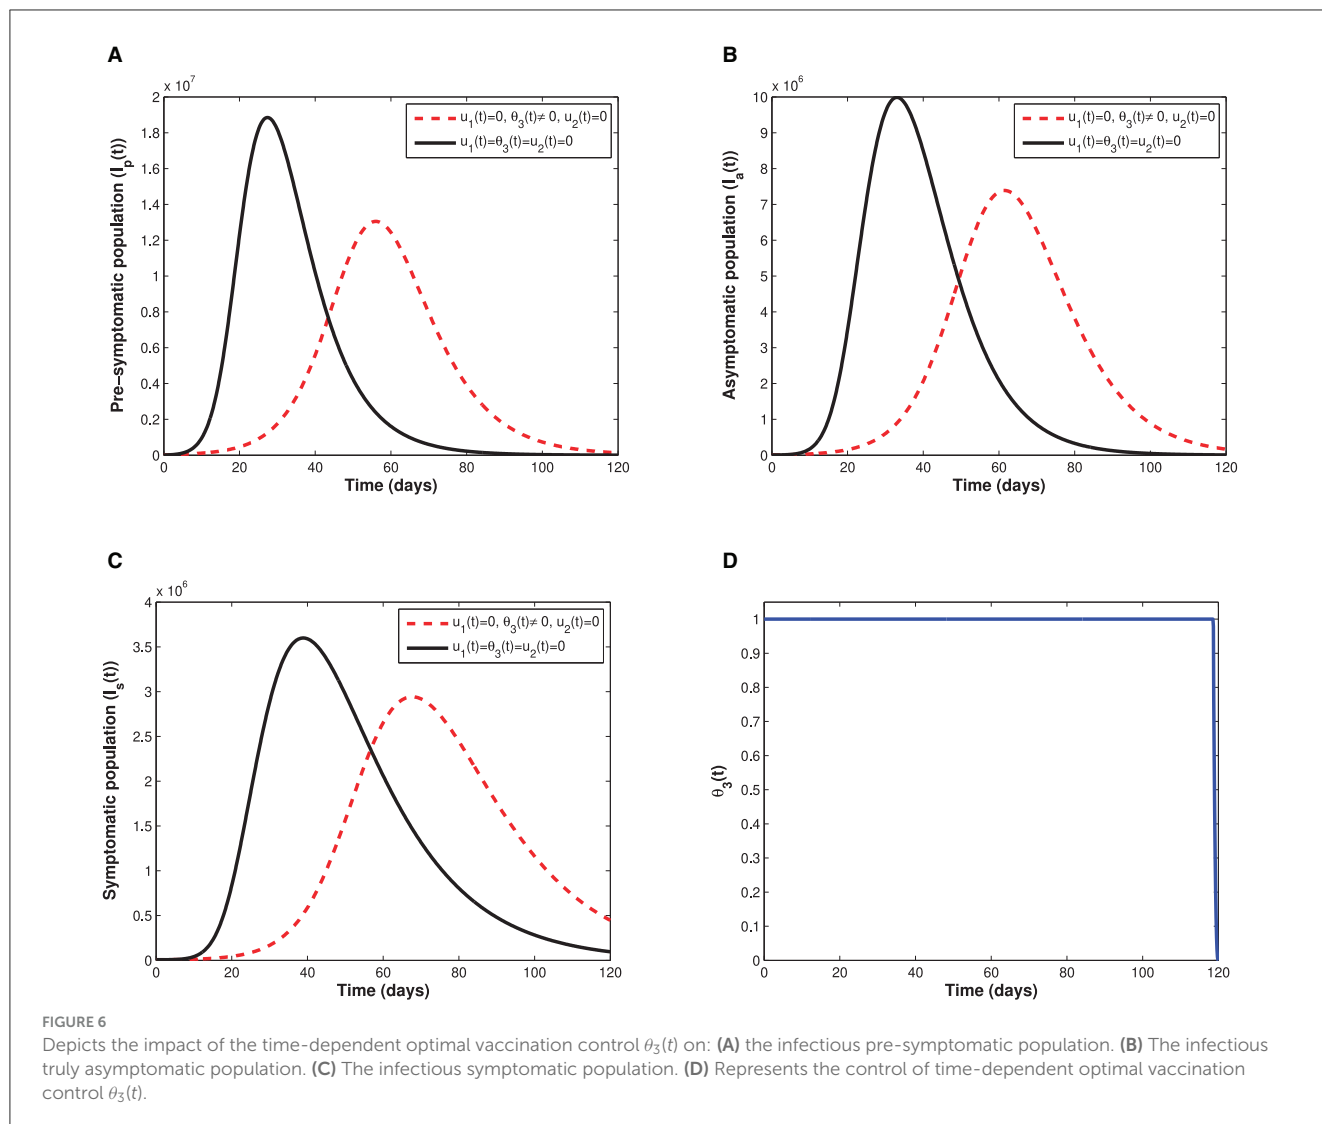 A
x 10^7
2
1.8
1.6
1.4
1.2
1
0.8
0.6
0.4
0.2
0
0 20 40 60 80 100 120
Pre−symptomatic population (I_p(t))
Time (days)
u_1(t)=0, θ_3(t)≠ 0, u_2(t)=0
u_1(t)=θ_3(t)=u_2(t)=0
B
x 10^6
10
9
8
7
6
5
4
3
2
1
0
0 20 40 60 80 100 120
Asymptomatic population (I_a(t))
Time (days)
u_1(t)=0, θ_3(t)≠ 0, u_2(t)=0
u_1(t)=θ_3(t)=u_2(t)=0
C
x 10^6
4
3.5
3
2.5
2
1.5
1
0.5
0
0 20 40 60 80 100 120
Symptomatic population (I_s(t))
Time (days)
u_1(t)=0, θ_3(t)≠ 0, u_2(t)=0
u_1(t)=θ_3(t)=u_2(t)=0
D
1
0.9
0.8
0.7
0.6
0.5
0.4
0.3
0.2
0.1
0
0 20 40 60 80 100 120
θ_3(t)
Time (days)
FIGURE 6
Depicts the impact of the time-dependent optimal vaccination control θ_3(t) on: (A) the infectious pre-symptomatic population. (B) The infectious
truly asymptomatic population. (C) The infectious symptomatic population. (D) Represents the control of time-dependent optimal vaccination
control θ_3(t).